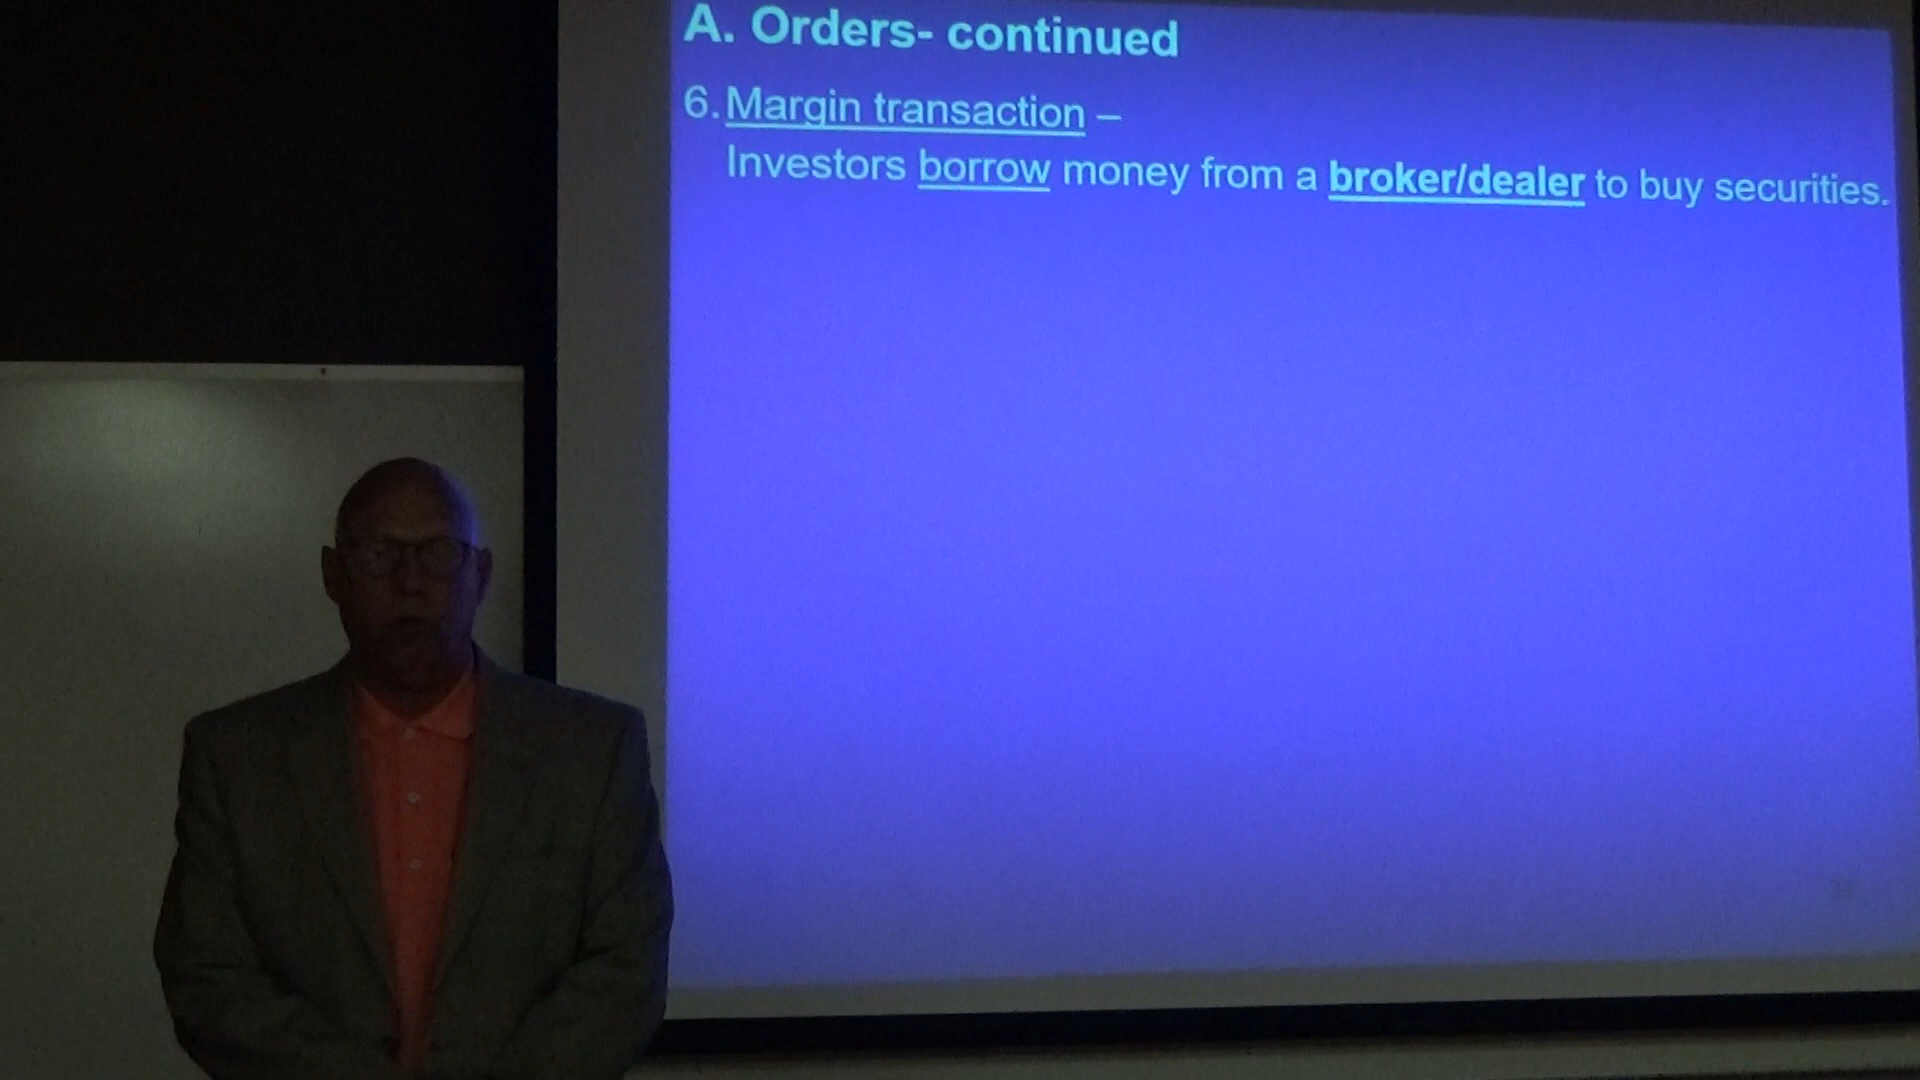 A. Orders- continued
6. Margin transaction –
Investors borrow money from a broker/dealer to buy securities.